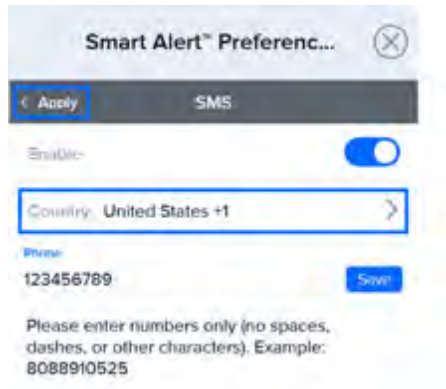 Smart Alert™ Preferenc...
< Apply SMS
Enable
Country United States +1
Phone
123456789 Save
Please enter numbers only (no spaces,
dashes, or other characters). Example:
8088910525